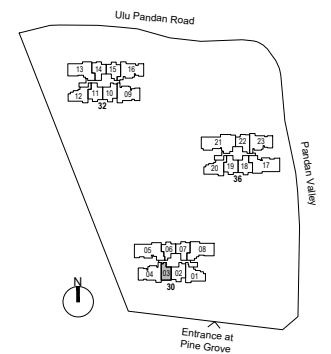 Ulu Pandan Road
13 14 15 16
12 11 10 09
32
21 22 23
20 19 18 17
36
Pandan Valley
05 06 07 08
04 03 02 01
30
N
Entrance at
Pine Grove